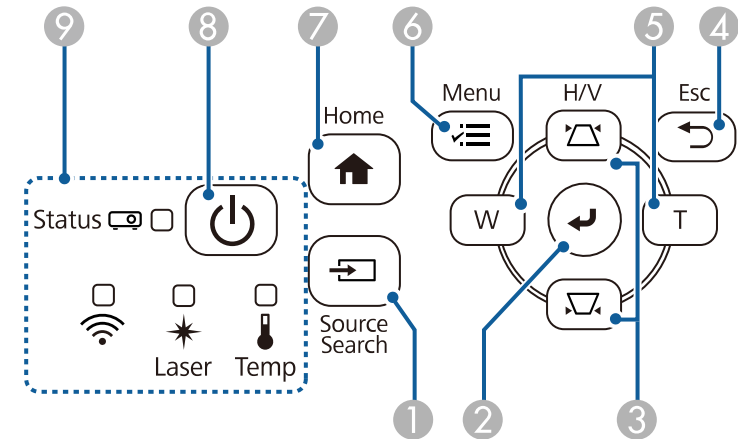 9 8 7 6 5 4
Menu H/V Esc
Home
W T
Status
Source
Search
Laser Temp
1 2 3